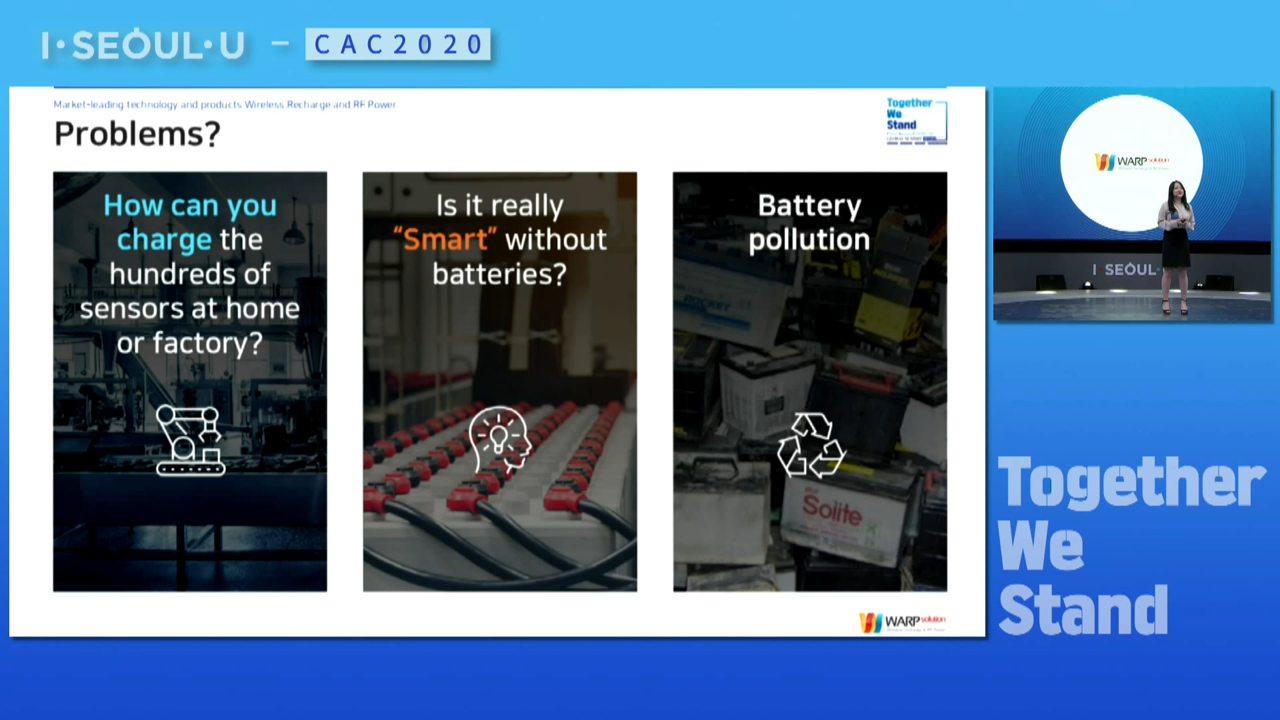 I·SEOUL·U – CAC2020
Market-leading technology and products Wireless Recharge and RF Power
Problems?
Together
We
Stand
How can you
charge the
hundreds of
sensors at home
or factory?
Is it really
“Smart” without
batteries?
Battery
pollution
ROCKET
Solite
WARP solution
WARP solution
I·SEOUL·
Together
We
Stand